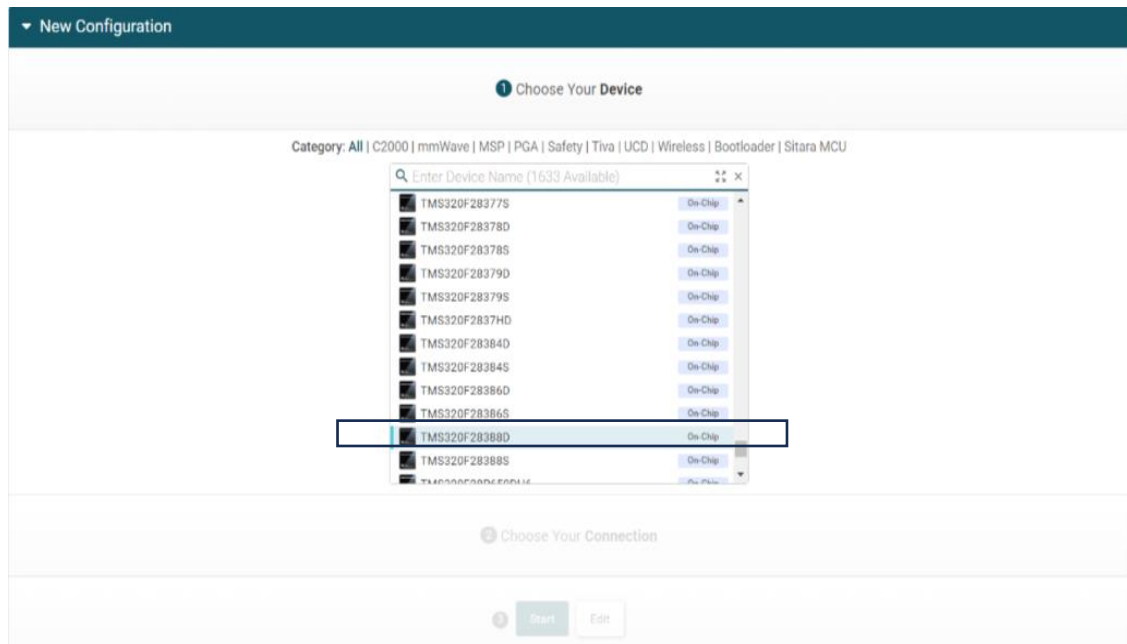 New Configuration
1 Choose Your Device
Category: All | C2000 | mmWave | MSP | PGA | Safety | Tiva | UCD | Wireless | Bootloader | Sitara MCU
Enter Device Name (1633 Available)
TMS320F28377S On-Chip
TMS320F28378D On-Chip
TMS320F28378S On-Chip
TMS320F28379D On-Chip
TMS320F28379S On-Chip
TMS320F2837HD On-Chip
TMS320F28384D On-Chip
TMS320F28384S On-Chip
TMS320F28386D On-Chip
TMS320F28386S On-Chip
TMS320F28388D On-Chip
TMS320F28388S On-Chip
On-Chip
2 Choose Your Connection
3 Start Edit